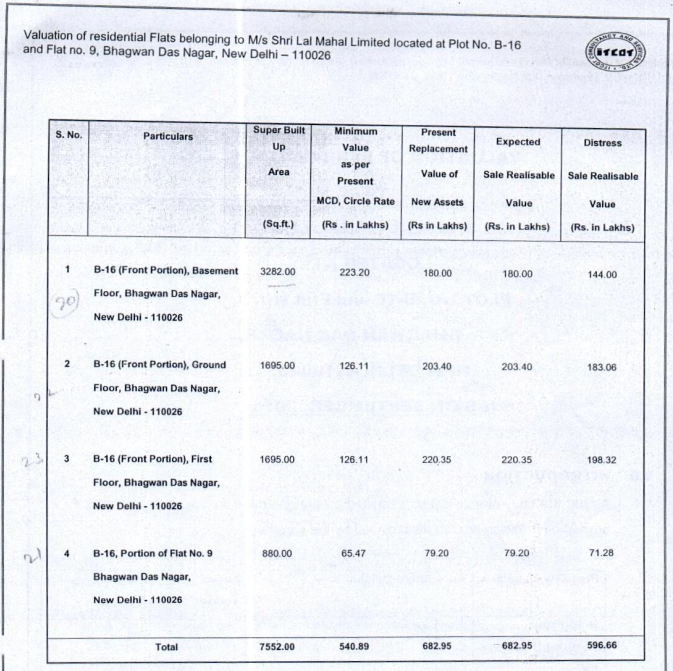 Valuation of residential Flats belonging to M/s Shri Lal Mahal Limited located at Plot No. B-16
and Flat no. 9, Bhagwan Das Nagar, New Delhi – 110026
CONSULTANCY AND SERVICES LTD. ITCOT
ITCOT
S. No. Particulars Super Built Up Area (Sq.ft.) Minimum Value as per Present MCD, Circle Rate (Rs . in Lakhs) Present Replacement Value of New Assets (Rs in Lakhs) Expected Sale Realisable Value (Rs. in Lakhs) Distress Sale Realisable Value (Rs. in Lakhs)
1 B-16 (Front Portion), Basement 3282.00 223.20 180.00 180.00 144.00
(20) Floor, Bhagwan Das Nagar,
New Delhi - 110026
2 B-16 (Front Portion), Ground 1695.00 126.11 203.40 203.40 183.06
Floor, Bhagwan Das Nagar,
New Delhi - 110026
23 3 B-16 (Front Portion), First 1695.00 126.11 220.35 220.35 198.32
Floor, Bhagwan Das Nagar,
New Delhi - 110026
21 4 B-16, Portion of Flat No. 9 880.00 65.47 79.20 79.20 71.28
Bhagwan Das Nagar,
New Delhi - 110026
Total 7552.00 540.89 682.95 682.95 596.66